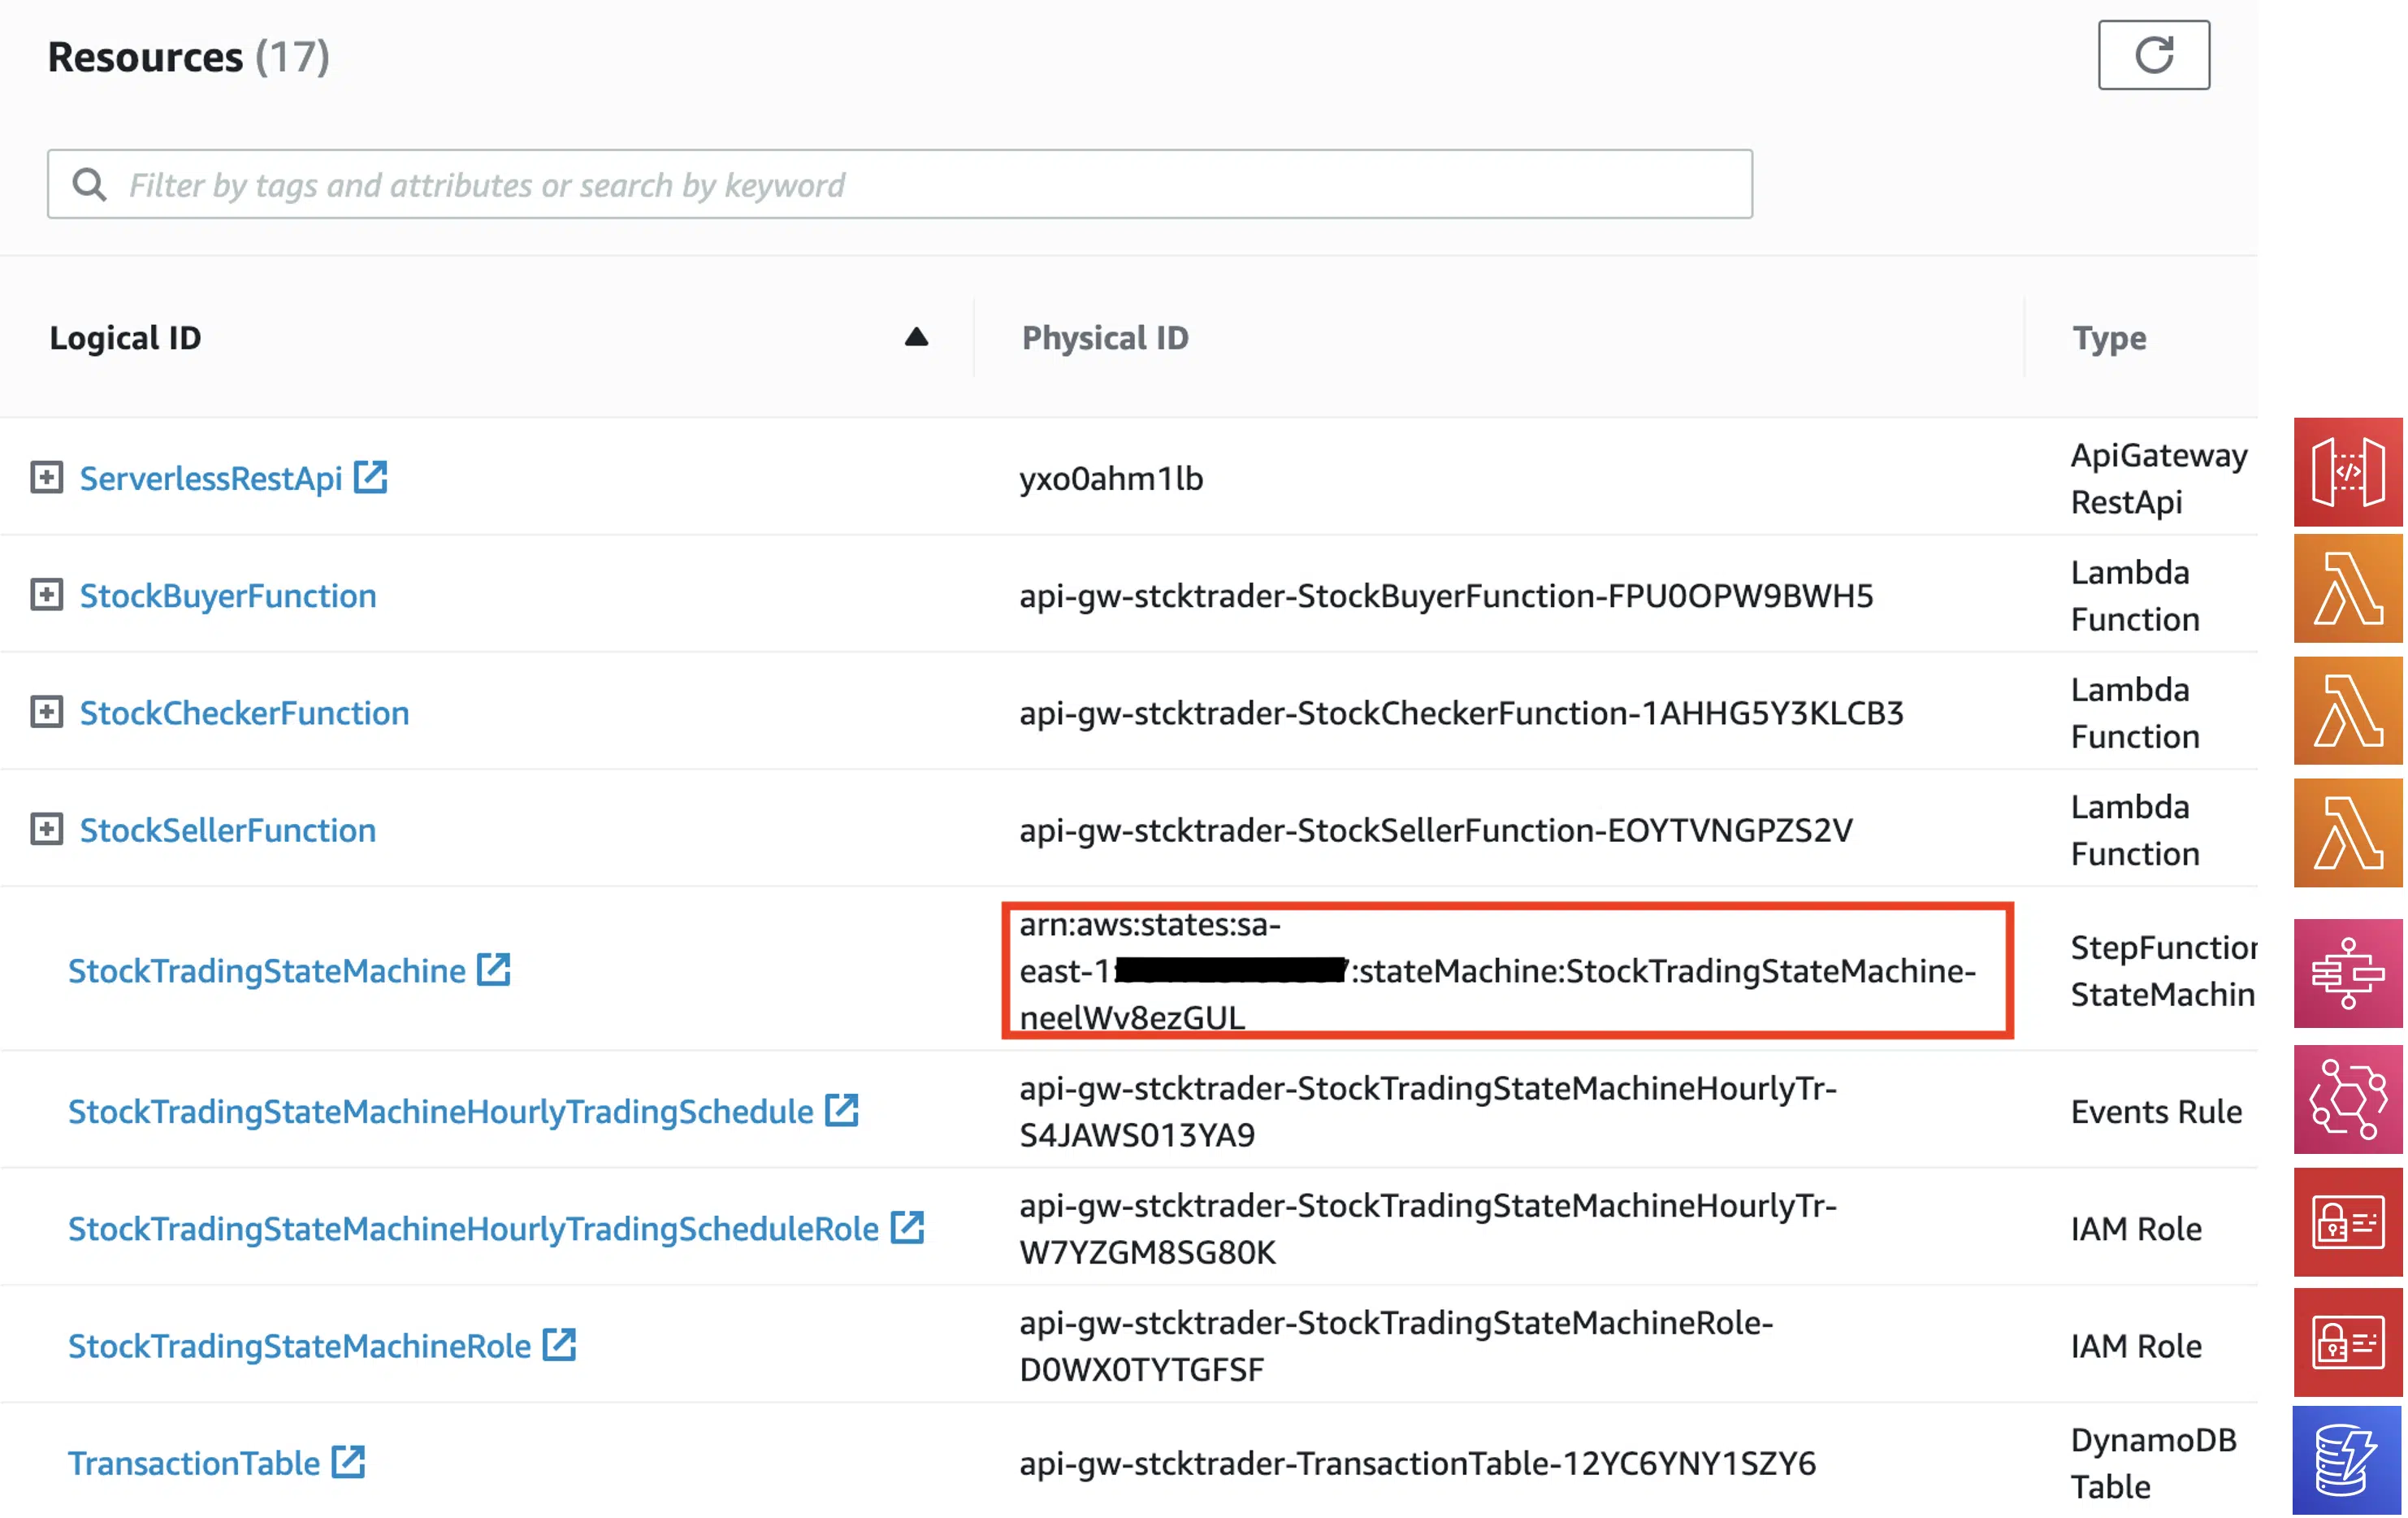 Resources (17)
Filter by tags and attributes or search by keyword
Logical ID
Physical ID
Type
ServerlessRestApi
yxo0ahm1lb
ApiGateway
RestApi
StockBuyerFunction
api-gw-stcktrader-StockBuyerFunction-FPU0OPW9BWH5
Lambda
Function
StockCheckerFunction
api-gw-stcktrader-StockCheckerFunction-1AHHG5Y3KLCB3
Lambda
Function
StockSellerFunction
api-gw-stcktrader-StockSellerFunction-EOYTVNGPZS2V
Lambda
Function
StockTradingStateMachine
arn:aws:states:sa-
east-1: :stateMachine:StockTradingStateMachine-
neelWv8ezGUL
StepFunction
StateMachin
StockTradingStateMachineHourlyTradingSchedule
api-gw-stcktrader-StockTradingStateMachineHourlyTr-
S4JAWS013YA9
Events Rule
StockTradingStateMachineHourlyTradingScheduleRole
api-gw-stcktrader-StockTradingStateMachineHourlyTr-
W7YZGM8SG80K
IAM Role
StockTradingStateMachineRole
api-gw-stcktrader-StockTradingStateMachineRole-
D0WX0TYTGFSF
IAM Role
TransactionTable
api-gw-stcktrader-TransactionTable-12YC6YNY1SZY6
DynamoDB
Table